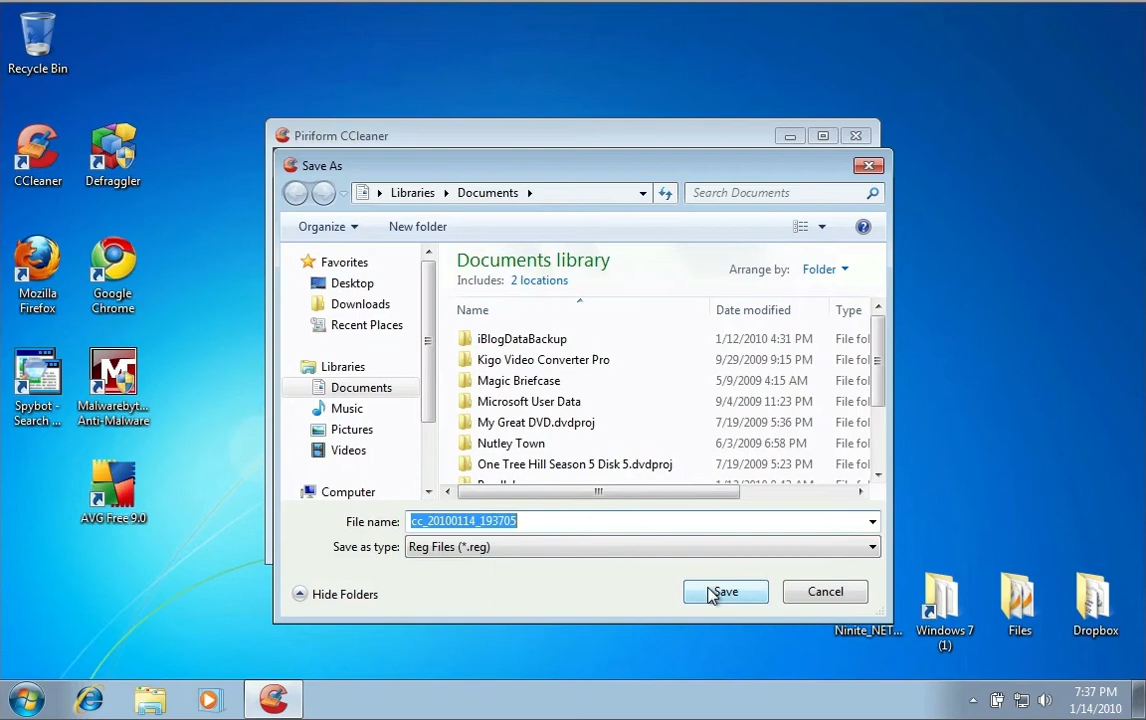 Recycle Bin
CCleaner
Defraggler
Mozilla
Firefox
Google
Chrome
Spybot -
Search ...
Malwarebyt...
Anti-Malware
AVG Free 9.0
Piriform CCleaner
Save As
Libraries
Documents
Search Documents
Organize
New folder
Favorites
Desktop
Downloads
Recent Places
Libraries
Documents
Music
Pictures
Videos
Computer
Documents library
Includes: 2 locations
Arrange by: Folder
Name Date modified Type
iBlogDataBackup 1/12/2010 4:31 PM File fol
Kigo Video Converter Pro 9/29/2009 9:15 PM File fol
Magic Briefcase 5/9/2009 4:15 AM File fol
Microsoft User Data 9/4/2009 11:23 PM File fol
My Great DVD.dvdproj 7/19/2009 5:36 PM File fol
Nutley Town 6/3/2009 6:58 PM File fol
One Tree Hill Season 5 Disk 5.dvdproj 7/19/2009 5:23 PM File fol
File name: cc_20100114_193705
Save as type: Reg Files (*.reg)
Hide Folders
Save
Cancel
Ninite_NET...
Windows 7
(1)
Files
Dropbox
7:37 PM
1/14/2010